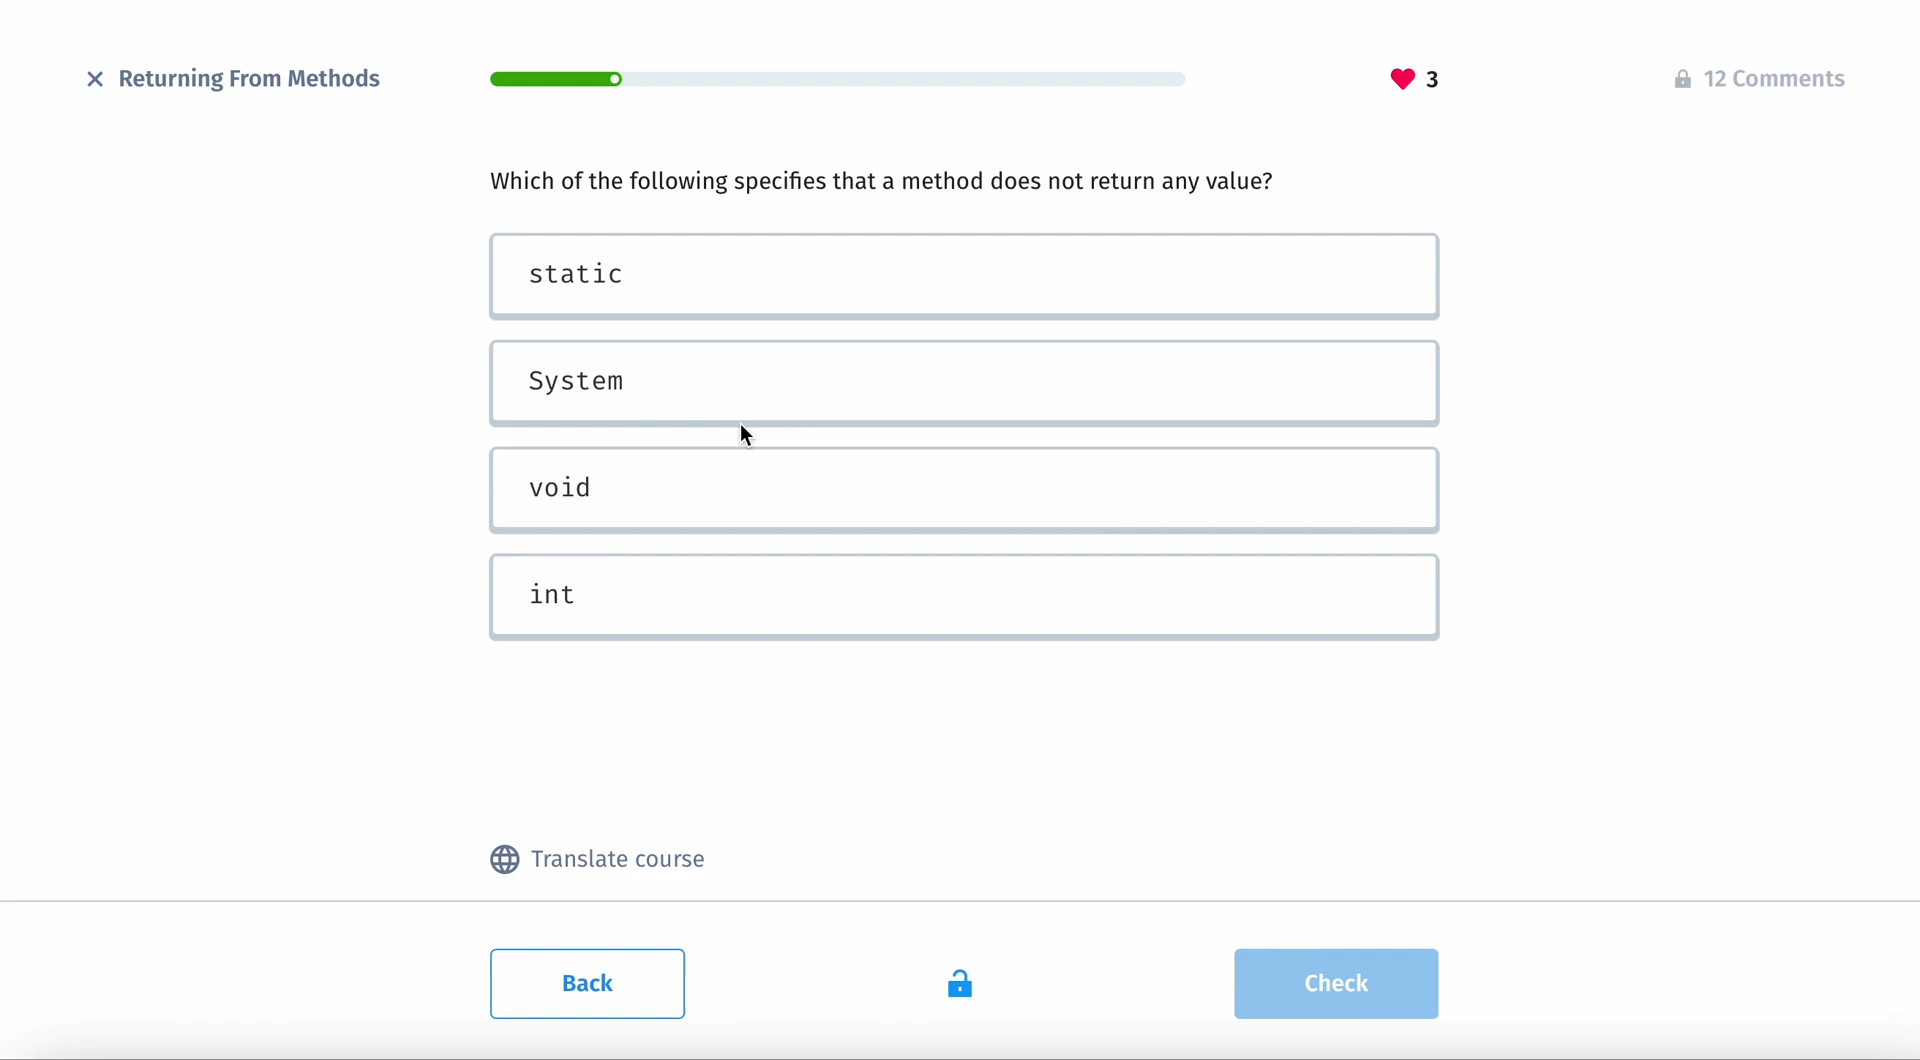 Returning From Methods
3
12 Comments
Which of the following specifies that a method does not return any value?
static
System
void
int
Translate course
Back
Check